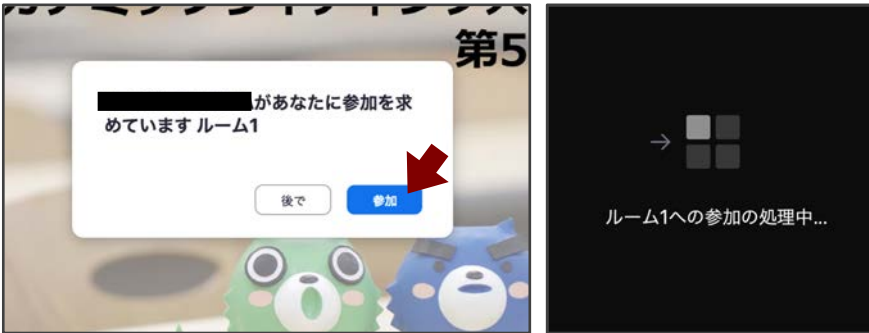 第5
があなたに参加を求
めています ルーム1
後で
参加
ルーム1への参加の処理中...